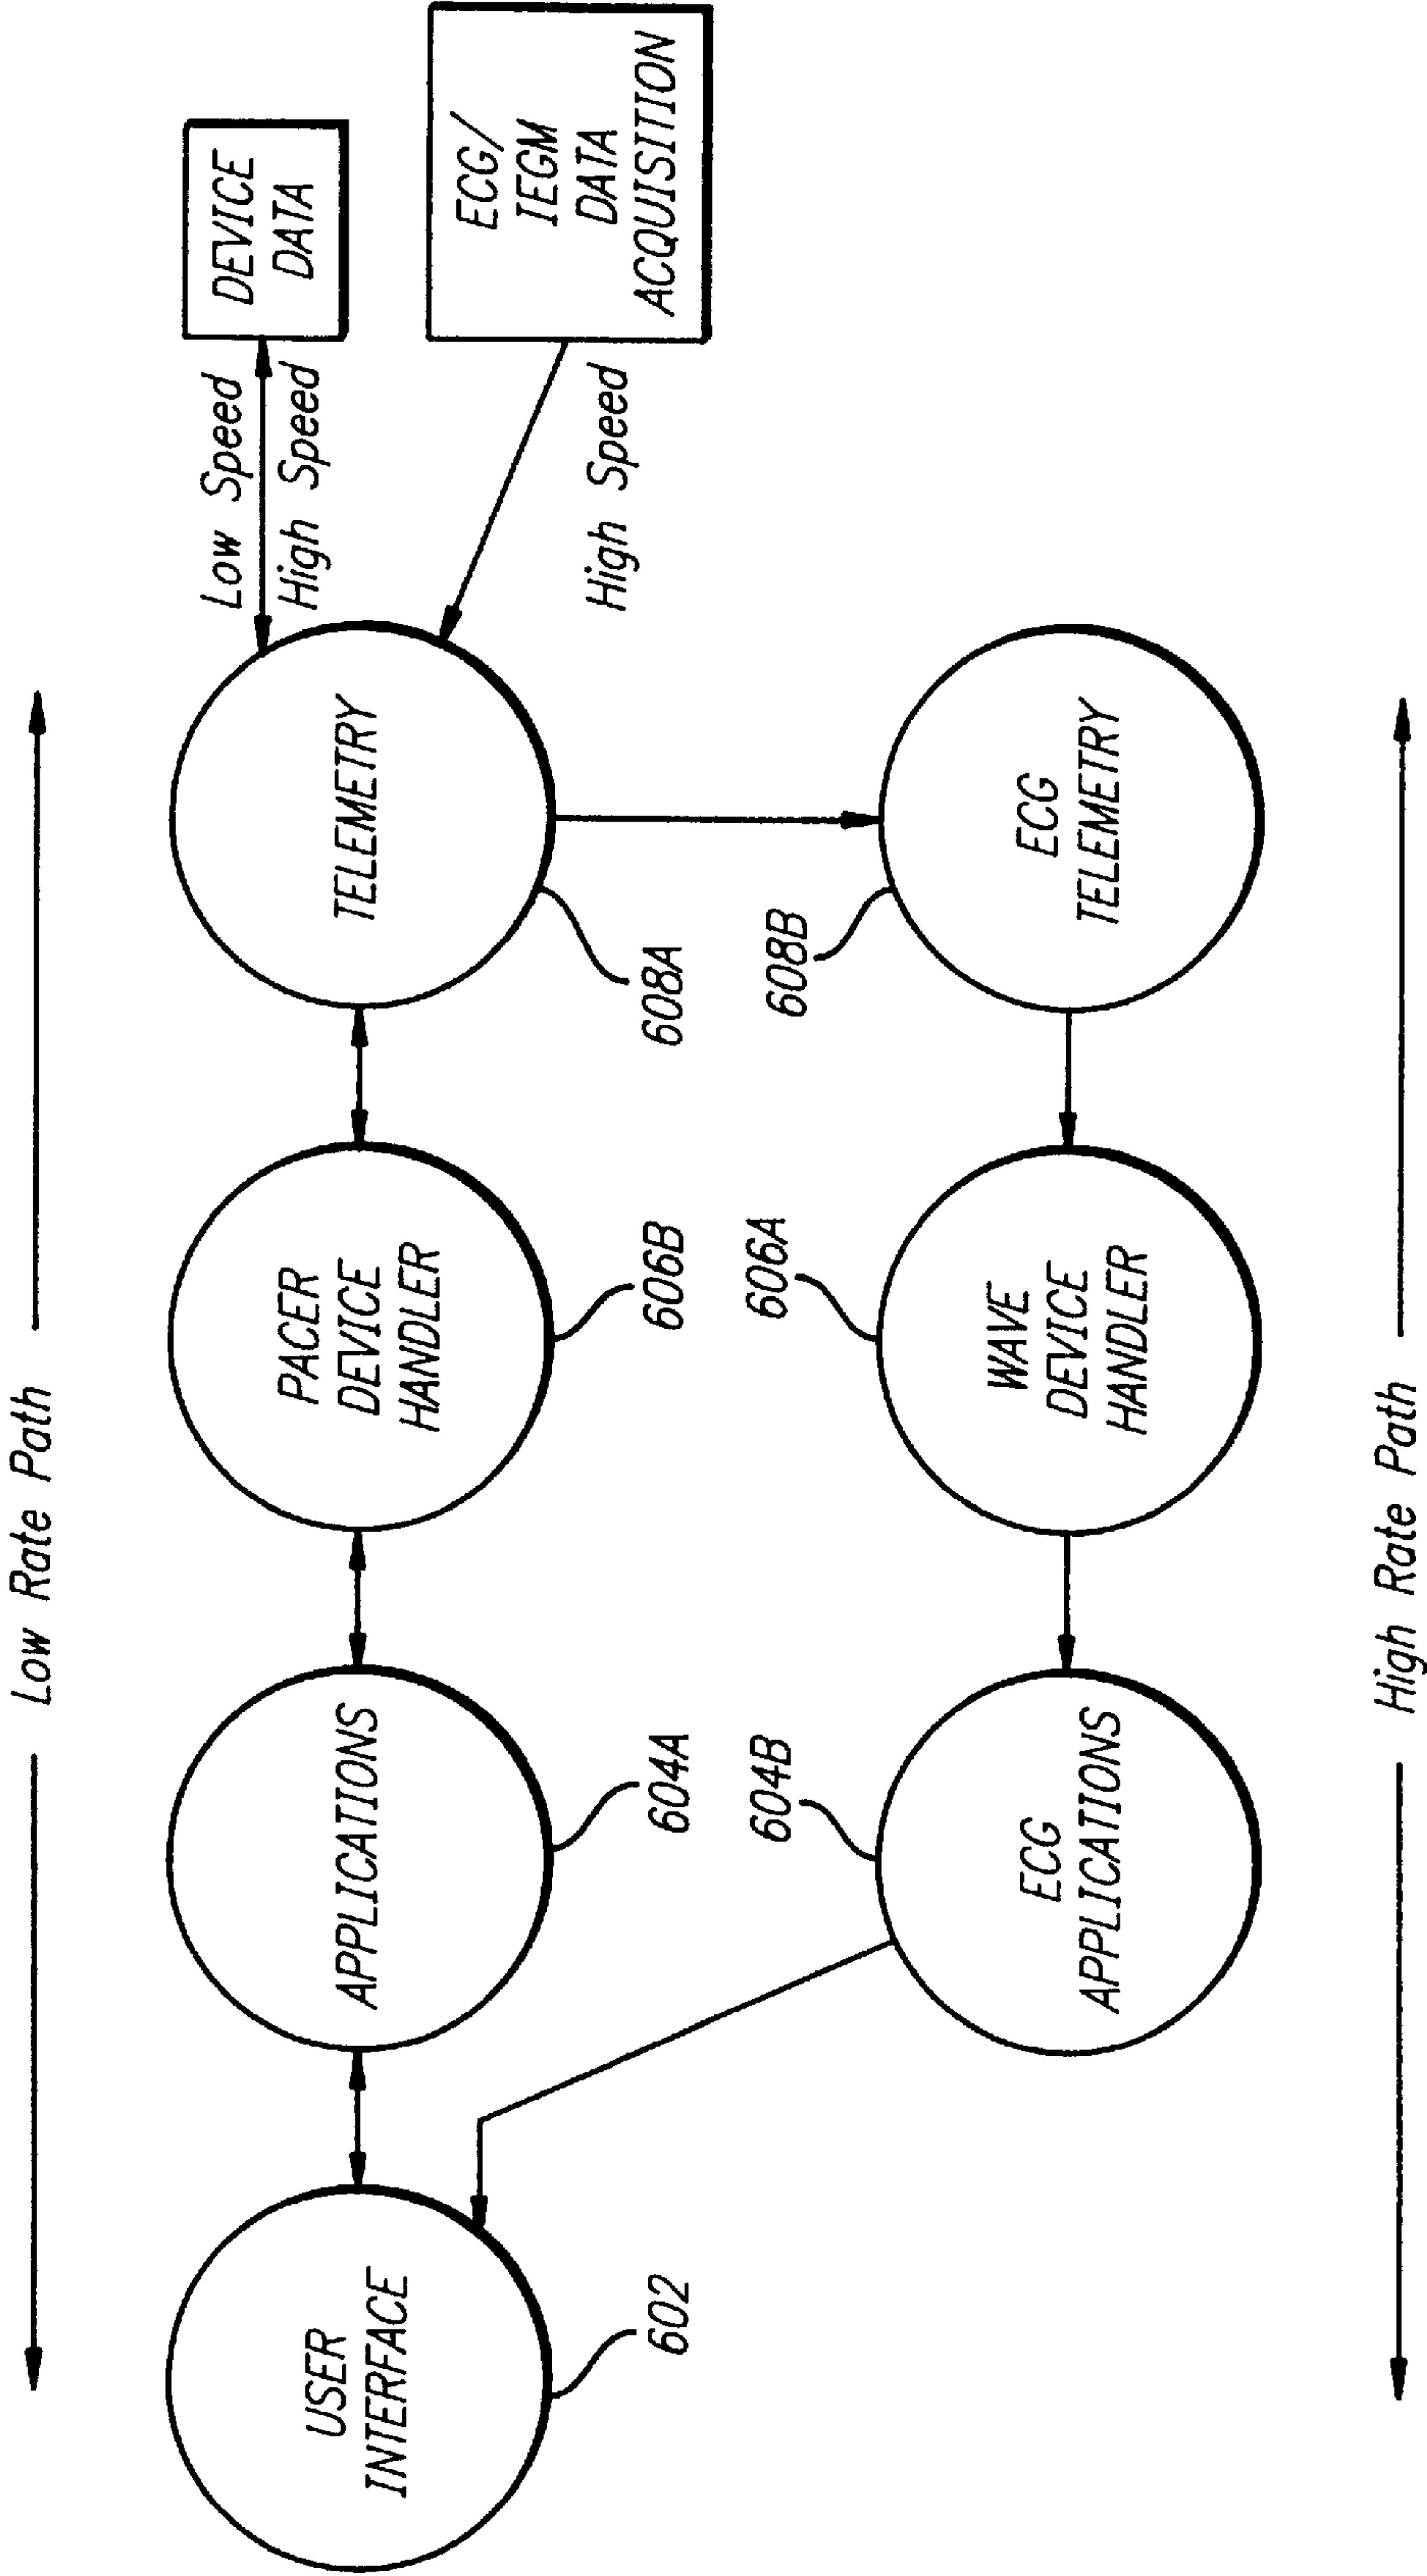 Low Rate Path
USER
INTERFACE
602
APPLICATIONS
604A
PACER
DEVICE
HANDLER
606B
TELEMETRY
608A
Low Speed
High Speed
DEVICE
DATA
High Speed
ECG/
IEGM
DATA
ACQUISITION
604B
ECG
APPLICATIONS
606A
WAVE
DEVICE
HANDLER
608B
ECG
TELEMETRY
High Rate Path